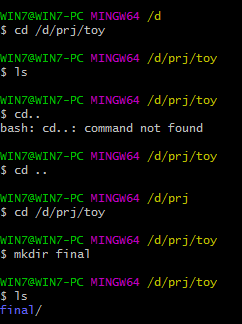 WIN7@WIN7-PC MINGW64 /d
$ cd /d/prj/toy
WIN7@WIN7-PC MINGW64 /d/prj/toy
$ ls
WIN7@WIN7-PC MINGW64 /d/prj/toy
$ cd..
bash: cd..: command not found
WIN7@WIN7-PC MINGW64 /d/prj/toy
$ cd ..
WIN7@WIN7-PC MINGW64 /d/prj
$ cd /d/prj/toy
WIN7@WIN7-PC MINGW64 /d/prj/toy
$ mkdir final
WIN7@WIN7-PC MINGW64 /d/prj/toy
$ ls
final/